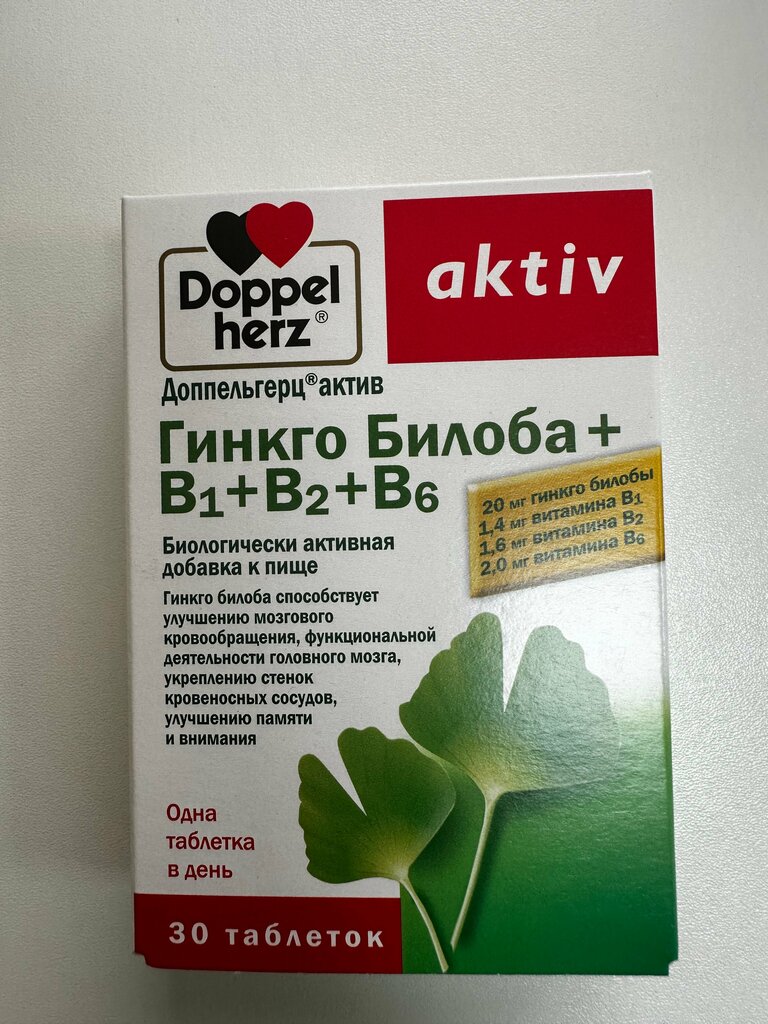 Doppel
herz®
aktiv
Доппельгерц® актив
Гинкго Билоба+
B1+B2+B6
20 мг гинкго билобы
1,4 мг витамина B1
1,6 мг витамина B2
2,0 мг витамина B6
Биологически активная
добавка к пище
Гинкго билоба способствует
улучшению мозгового
кровообращения, функциональной
деятельности головного мозга,
укреплению стенок
кровеносных сосудов,
улучшению памяти
и внимания
Одна
таблетка
в день
30 таблеток